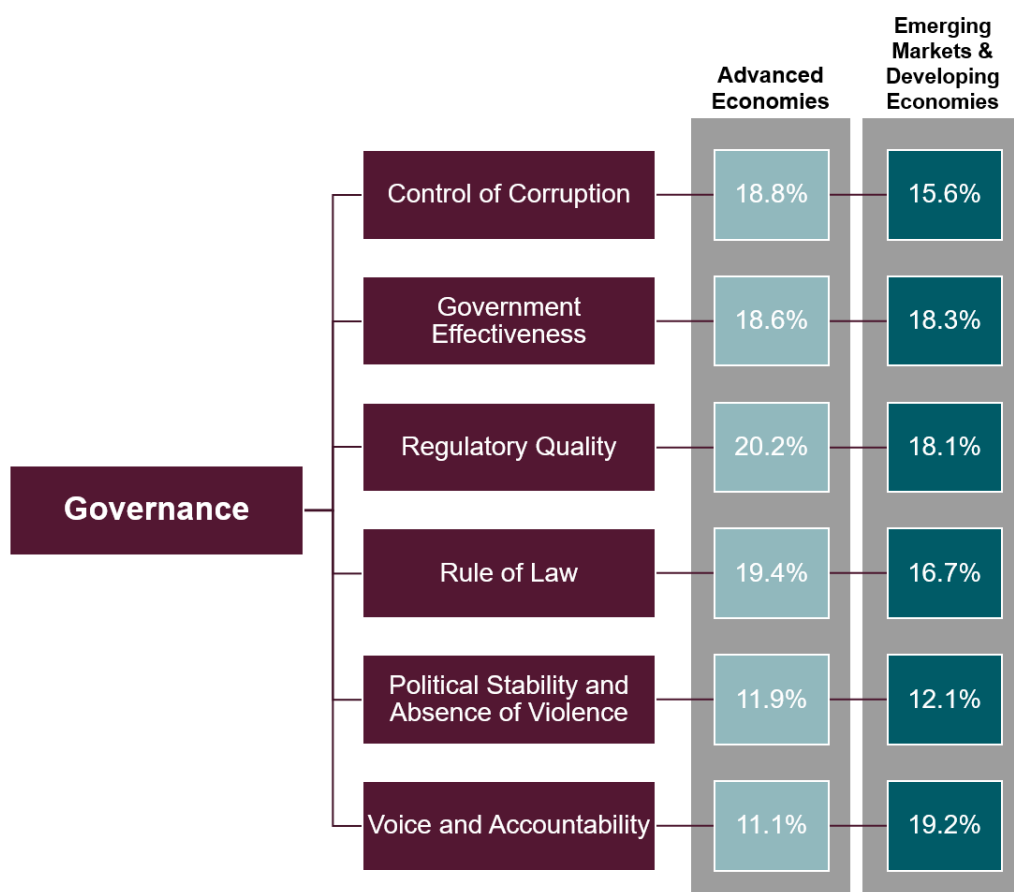 Advanced
Economies
Emerging
Markets &
Developing
Economies
Governance
Control of Corruption
18.8%
15.6%
Government
Effectiveness
18.6%
18.3%
Regulatory Quality
20.2%
18.1%
Rule of Law
19.4%
16.7%
Political Stability and
Absence of Violence
11.9%
12.1%
Voice and Accountability
11.1%
19.2%